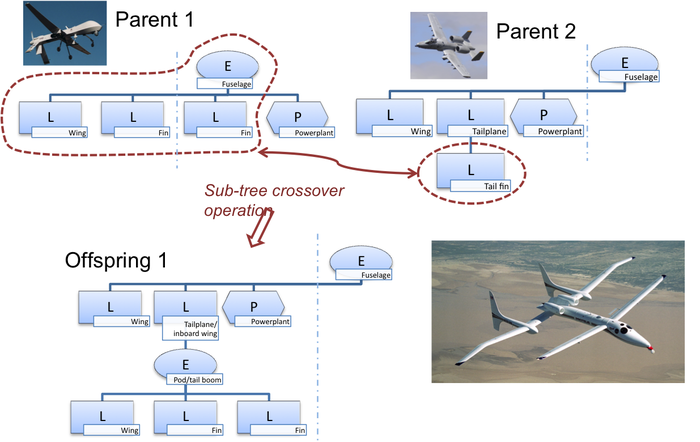 Parent 1
Parent 2
E
Fuselage
L
Wing
L
Fin
L
Fin
P
Powerplant
E
Fuselage
L
Wing
L
Tailplane
P
Powerplant
L
Tail fin
Sub-tree crossover
operation
Offspring 1
E
Fuselage
L
Wing
L
Tailplane/
inboard wing
P
Powerplant
E
Pod/tail boom
L
Wing
L
Fin
L
Fin